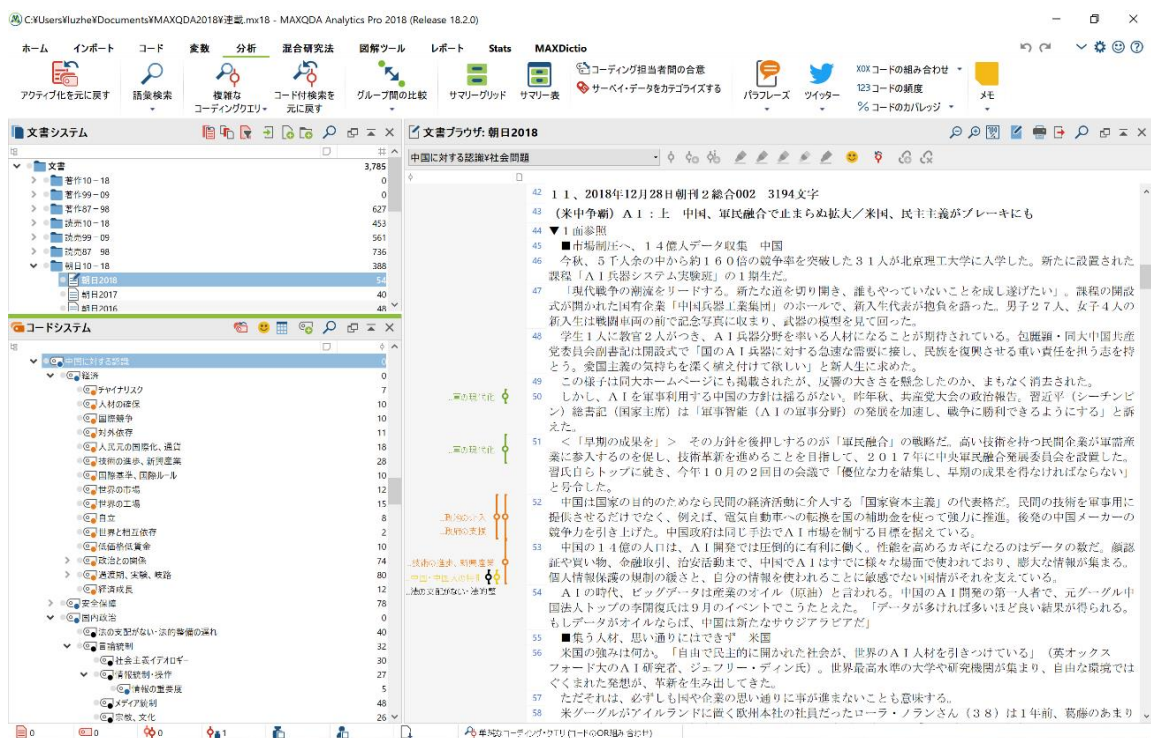 C:¥Users¥luzhe¥Documents¥MAXQDA2018¥連載.mx18 - MAXQDA Analytics Pro 2018 (Release 18.2.0)
ホーム インポート コード 変数 分析 混合研究法 図解ツール レポート Stats MAXDictio
アクティブ化を元に戻す 語彙検索 複雑な コーディングクエリ コード付検索を 元に戻す グループ間の比較 サマリーグリッド サマリー表 コーディング担当者間の合意 サーベイ・データをカテゴライズする パラフレーズ ツイッター コードの組み合わせ 123 コードの頻度 % コードのカバレッジ メモ
文書システム
文書 3,785
著作10-18 0
著作99-09 0
著作87-98 627
読売10-18 453
読売99-09 561
読売87 98 736
朝日10-18 388
朝日2018 54
朝日2017 40
朝日2016 48
コードシステム
中国に対する認識 0
経済 0
チャイナリスク 7
人材の確保 10
国際競争 10
対外依存 11
人民元の国際化、通貨 18
技術の進歩、新興産業 28
国際基準、国際ルール 10
世界の市場 12
世界の工場 15
自立 8
世界と相互依存 2
低価格低賃金 10
政治との関係 74
過渡期、実験、岐路 80
経済成長 12
安全保障 78
国内政治 0
法の支配がない・法的整備の遅れ 40
言論統制 32
社会主義イデオロギー 30
情報統制・操作 27
情報の重要度 5
メディア統制 48
宗教、文化 26
文書ブラウザ: 朝日2018
中国に対する認識¥社会問題
42 １１、2018年12月28日朝刊２総合002　3194文字
43 （米中争覇）ＡＩ：上　中国、軍民融合で止まらぬ拡大／米国、民主主義がブレーキにも
44 ▼１面参照
45 ■市場制圧へ、１４億人データ収集　中国
46 今秋、５千人余の中から約１６０倍の競争率を突破した３１人が北京理工大学に入学した。新たに設置された
課程「ＡＩ兵器システム実験班」の１期生だ。
47 「現代戦争の潮流をリードする。新たな道を切り開き、誰もやっていないことを成し遂げたい」。課程の開設
式が開かれた国有企業「中国兵器工業集団」のホールで、新入生代表が抱負を語った。男子２７人、女子４人の
新入生は戦闘車両の前で記念写真に収まり、武器の模型を見て回った。
48 学生１人に教官２人がつき、ＡＩ兵器分野を率いる人材になることが期待されている。包麗穎・同大中国共産
党委員会副書記は開設式で「国のＡＩ兵器に対する急速な需要に接し、民族を復興させる重い責任を担う志を持
とう。愛国主義の気持ちを深く植え付けて欲しい」と新入生に求めた。
49 この様子は同大ホームページにも掲載されたが、反響の大きさを懸念したのか、まもなく消去された。
50 しかし、ＡＩを軍事利用する中国の方針は揺るがない。昨年秋、共産党大会の政治報告。習近平（シーチンピ
ン）総書記（国家主席）は「軍事智能（ＡＩの軍事分野）の発展を加速し、戦争に勝利できるようにする」と訴
えた。
51 ＜「早期の成果を」＞　その方針を後押しするのが「軍民融合」の戦略だ。高い技術を持つ民間企業が軍需産
業に参入するのを促し、技術革新を進めることを目指して、２０１７年に中央軍民融合発展委員会を設置した。
習氏自らトップに就き、今年１０月の２回目の会議で「優位な力を結集し、早期の成果を得なければならない」
と号令した。
52 中国は国家の目的のためなら民間の経済活動に介入する「国家資本主義」の代表格だ。民間の技術を軍事用に
提供させるだけでなく、例えば、電気自動車への転換を国の補助金を使って強力に推進。後発の中国メーカーの
競争力を引き上げた。中国政府は同じ手法でＡＩ市場を制する目標を据えている。
53 中国の１４億の人口は、ＡＩ開発では圧倒的に有利に働く。性能を高めるカギになるのはデータの数だ。顔認
証や買い物、金融取引、治安活動まで、中国でＡＩはすでに様々な場面で使われており、膨大な情報が集まる。
個人情報保護の規制の緩さと、自分の情報を使われることに敏感でない国情がそれを支えている。
54 ＡＩの時代、ビッグデータは産業のオイル（原油）と言われる。中国のＡＩ開発の第一人者で、元グーグル中
国法人トップの李開復氏は９月のイベントでこうたとえた。「データが多ければ多いほど良い結果が得られる。
もしデータがオイルならば、中国は新たなサウジアラビアだ」
55 ■集う人材、思い通りにはできず　米国
56 米国の強みは何か。「自由で民主的に開かれた社会が、世界のＡＩ人材を引きつけている」（英オックス
フォード大のＡＩ研究者、ジェフリー・ディン氏）。世界最高水準の大学や研究機関が集まり、自由な環境では
ぐくまれた発想が、革新を生み出してきた。
57 ただそれは、必ずしも国や企業の思い通りに事が進まないことも意味する。
58 米グーグルがアイルランドに置く欧州本社の社員だったローラ・ノランさん（３８）は１年前、葛藤のあまり
...軍の現代化
...軍の現代化
...政府の支援
...技術の進歩、新興産業
...法の支配がない・法的整
0 0 0 1 0 単純なコーディング・クエリ(コードのOR組み合わせ)